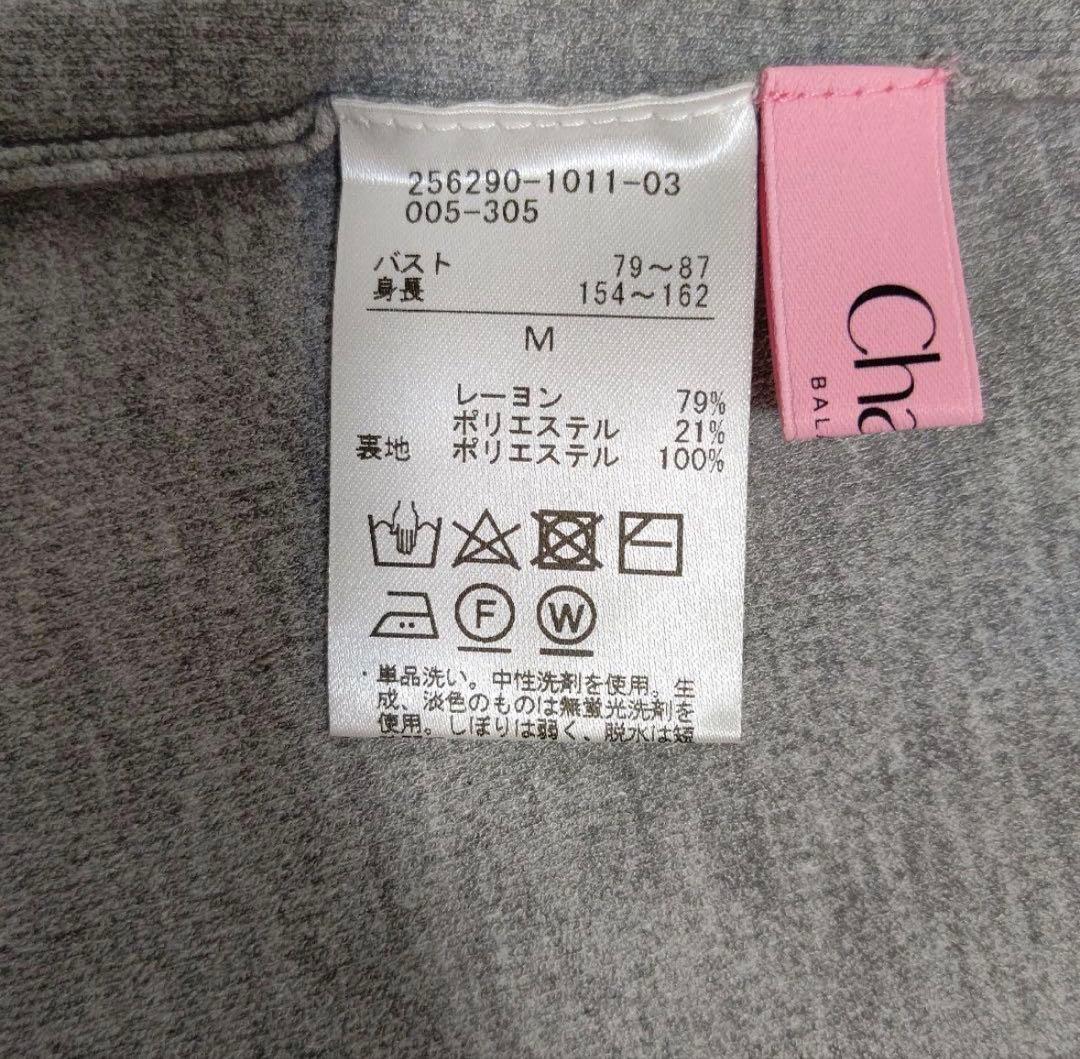 256290-1011-03
005-305
バスト 79～87
身長 154～162
M
レーヨン 79%
ポリエステル 21%
裏地 ポリエステル 100%
F W
・単品洗い。中性洗剤を使用。生
成、淡色のものは無蛍光洗剤を
使用。しぼりは弱く、脱水は短
Cha
BAL